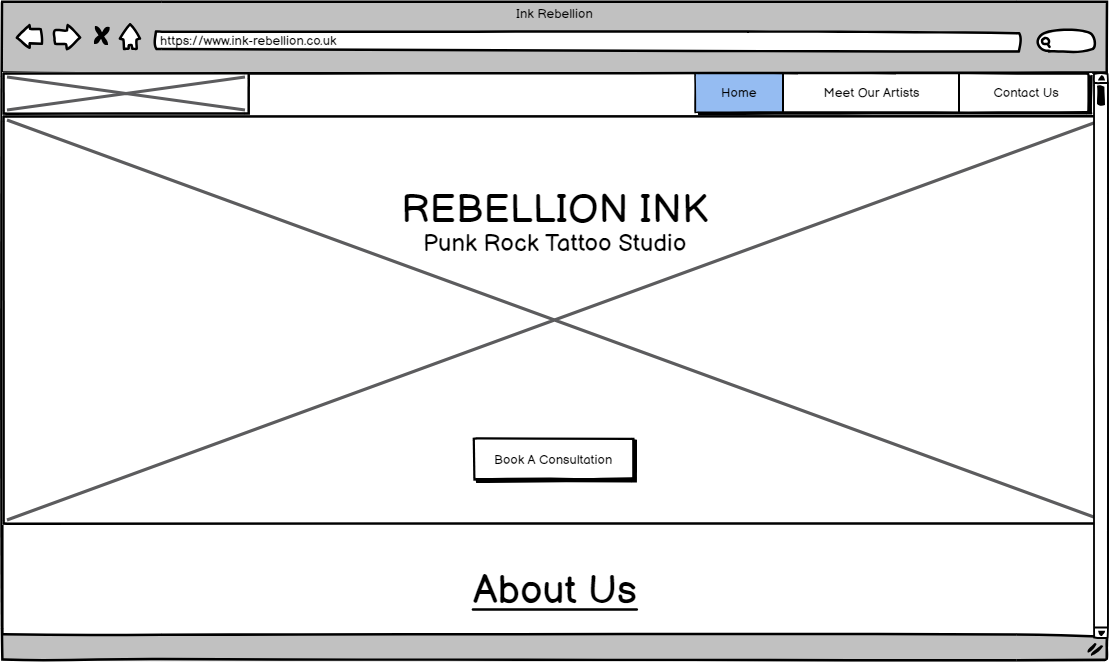 Ink Rebellion
https://www.ink-rebellion.co.uk
Home
Meet Our Artists
Contact Us
REBELLION INK
Punk Rock Tattoo Studio
Book A Consultation
About Us